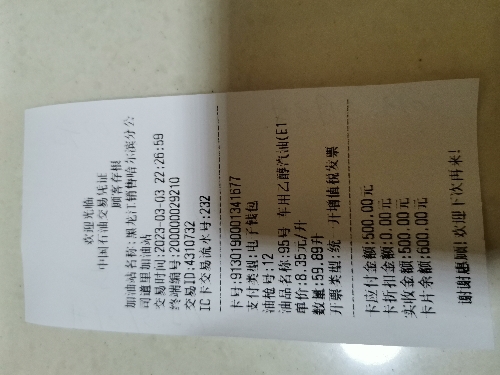 欢迎光临
中国石油交易凭证
顾客存根
加油站名称:黑龙江销售哈尔滨分公
司道里加油站
交易时间:2023-03-03 22:26:59
终端编号:200000029210
交易ID:4310732
IC卡交易流水号:232
卡号:9130190001341677
支付类型:电子钱包
油枪号:12
油品名称:95号 车用乙醇汽油(E1
单价:8.35元/升
数量:59.89升
开票类型:统一开增值税发票
卡应付金额:500.00元
卡折扣金额:0.00元
实收金额:500.00元
卡片余额:600.00元
谢谢惠顾!欢迎下次再来!